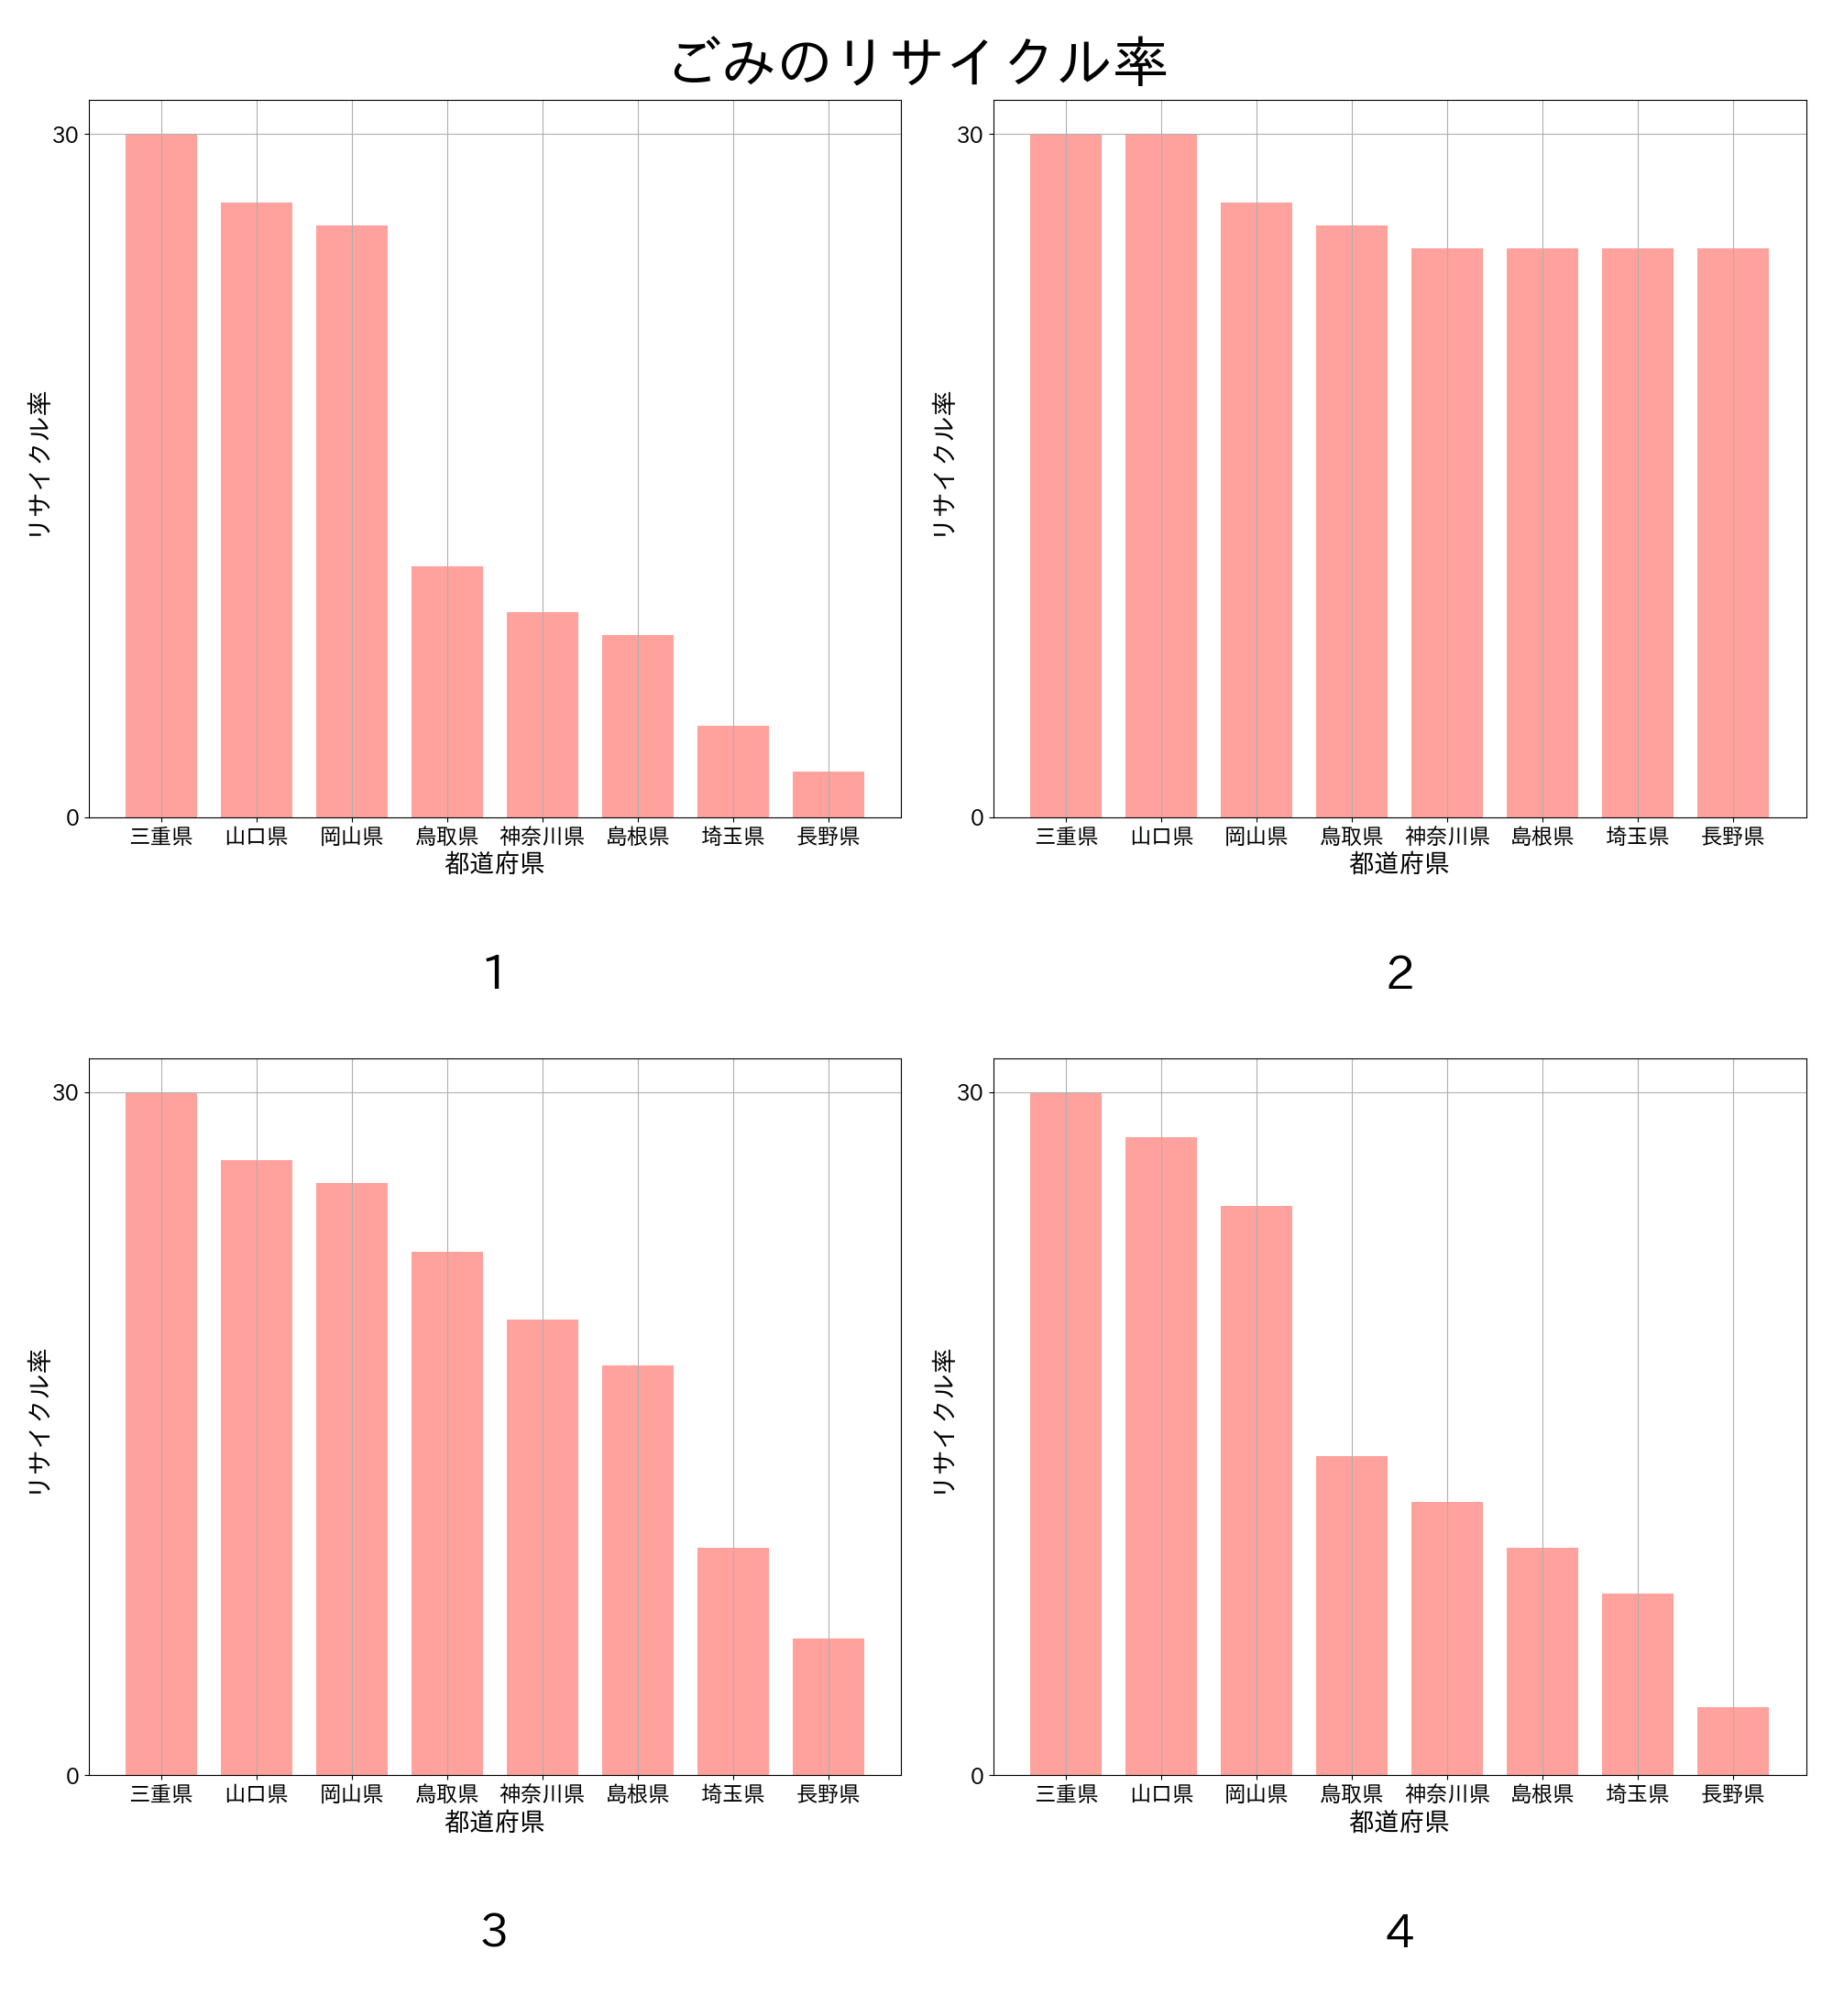 ごみのリサイクル率
30
0
リサイクル率
三重県 山口県 岡山県 鳥取県 神奈川県 島根県 埼玉県 長野県
都道府県
1
30
0
リサイクル率
三重県 山口県 岡山県 鳥取県 神奈川県 島根県 埼玉県 長野県
都道府県
2
30
0
リサイクル率
三重県 山口県 岡山県 鳥取県 神奈川県 島根県 埼玉県 長野県
都道府県
3
30
0
リサイクル率
三重県 山口県 岡山県 鳥取県 神奈川県 島根県 埼玉県 長野県
都道府県
4